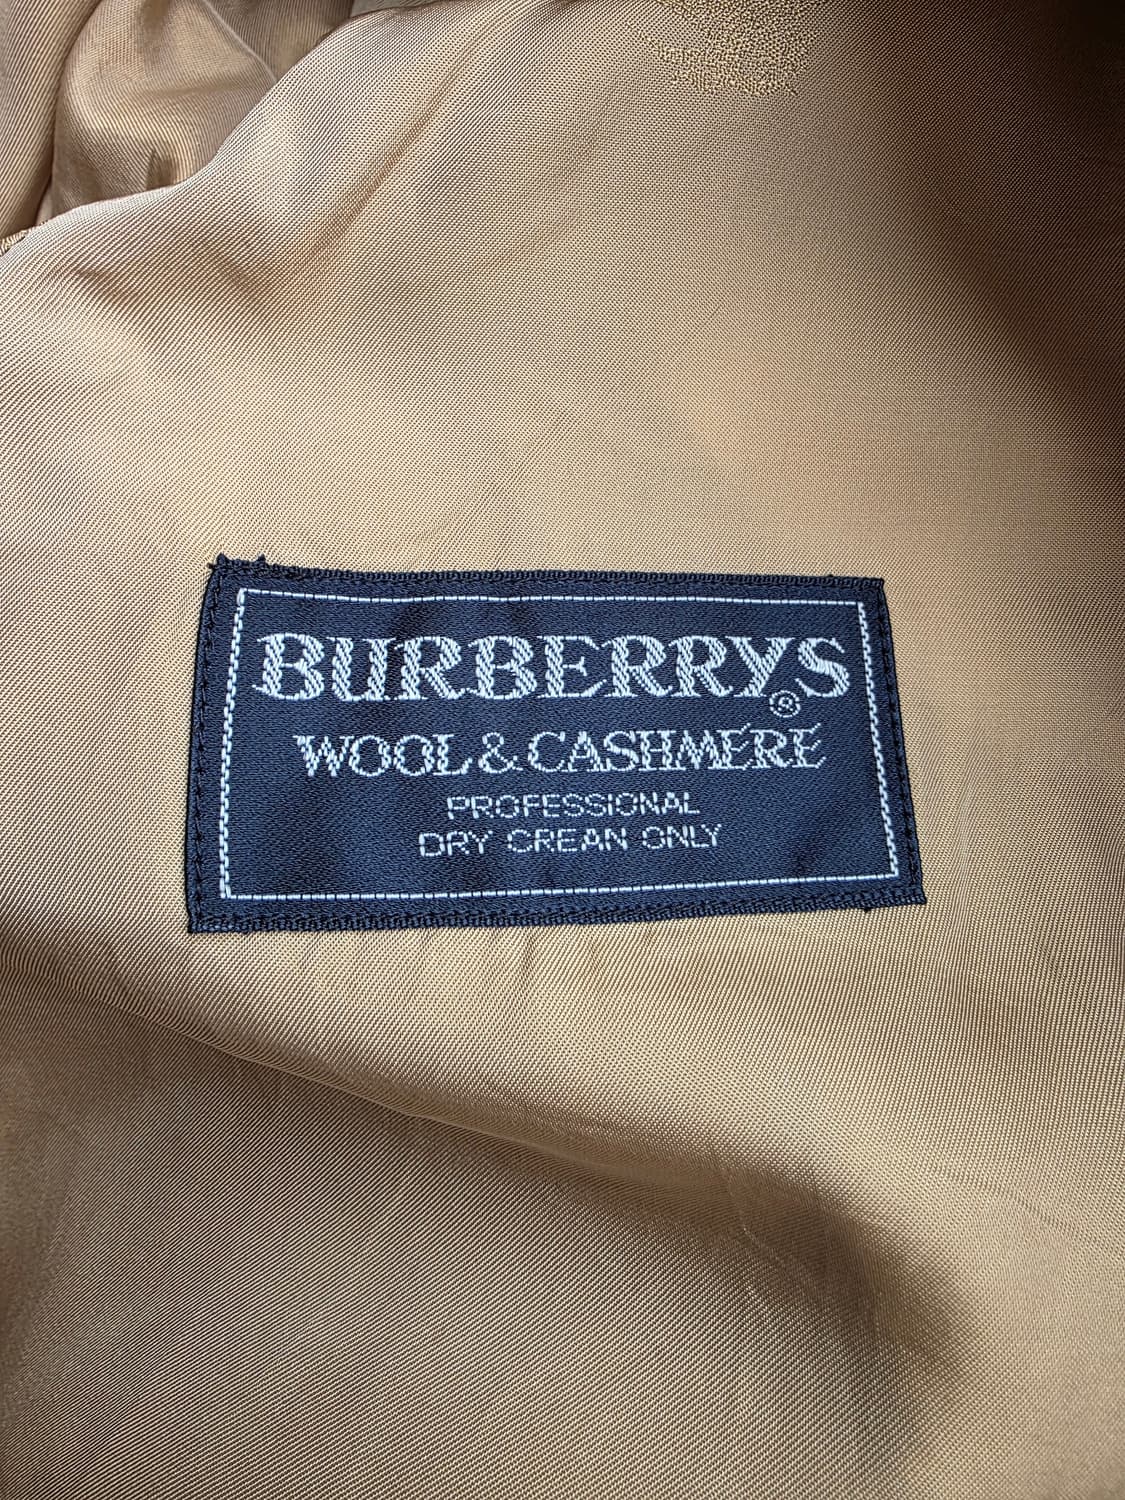 BURBERRYS®
WOOL & CASHMERE
PROFESSIONAL
DRY CREAN ONLY